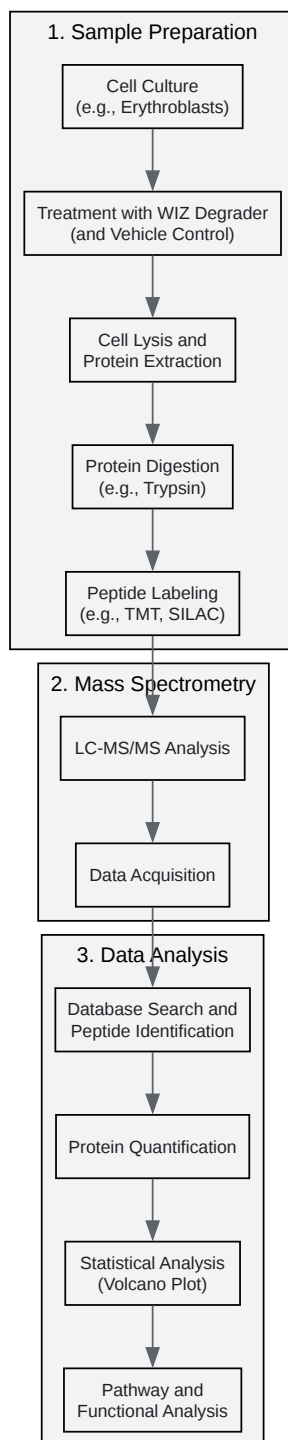 1. Sample Preparation
Cell Culture
(e.g., Erythroblasts)
Treatment with WIZ Degrader
(and Vehicle Control)
Cell Lysis and
Protein Extraction
Protein Digestion
(e.g., Trypsin)
Peptide Labeling
(e.g., TMT, SILAC)
2. Mass Spectrometry
LC-MS/MS Analysis
Data Acquisition
3. Data Analysis
Database Search and
Peptide Identification
Protein Quantification
Statistical Analysis
(Volcano Plot)
Pathway and
Functional Analysis